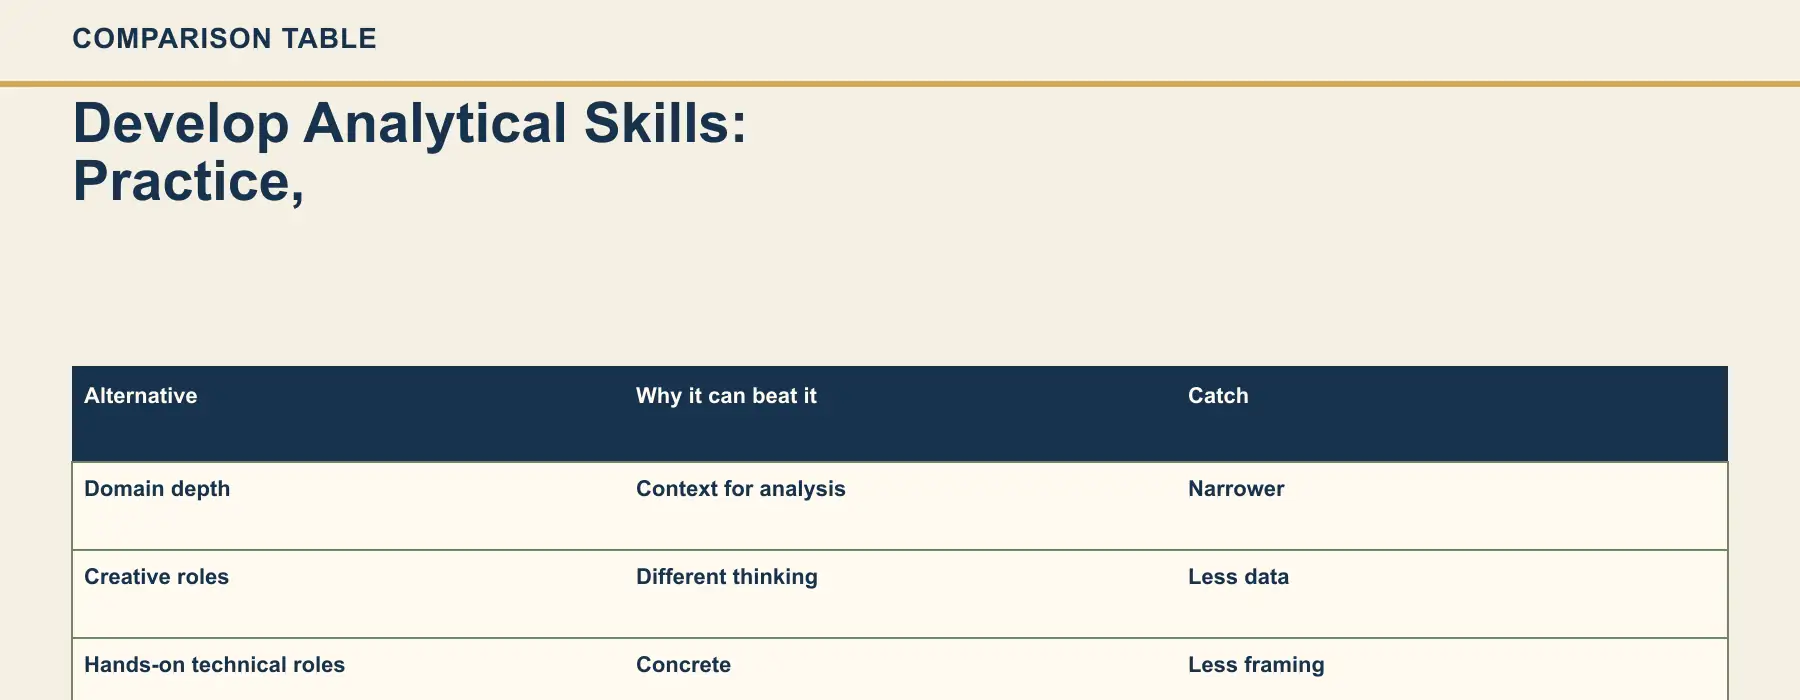 COMPARISON TABLE
Develop Analytical Skills:
Practice,
Alternative Why it can beat it Catch
Domain depth Context for analysis Narrower
Creative roles Different thinking Less data
Hands-on technical roles Concrete Less framing